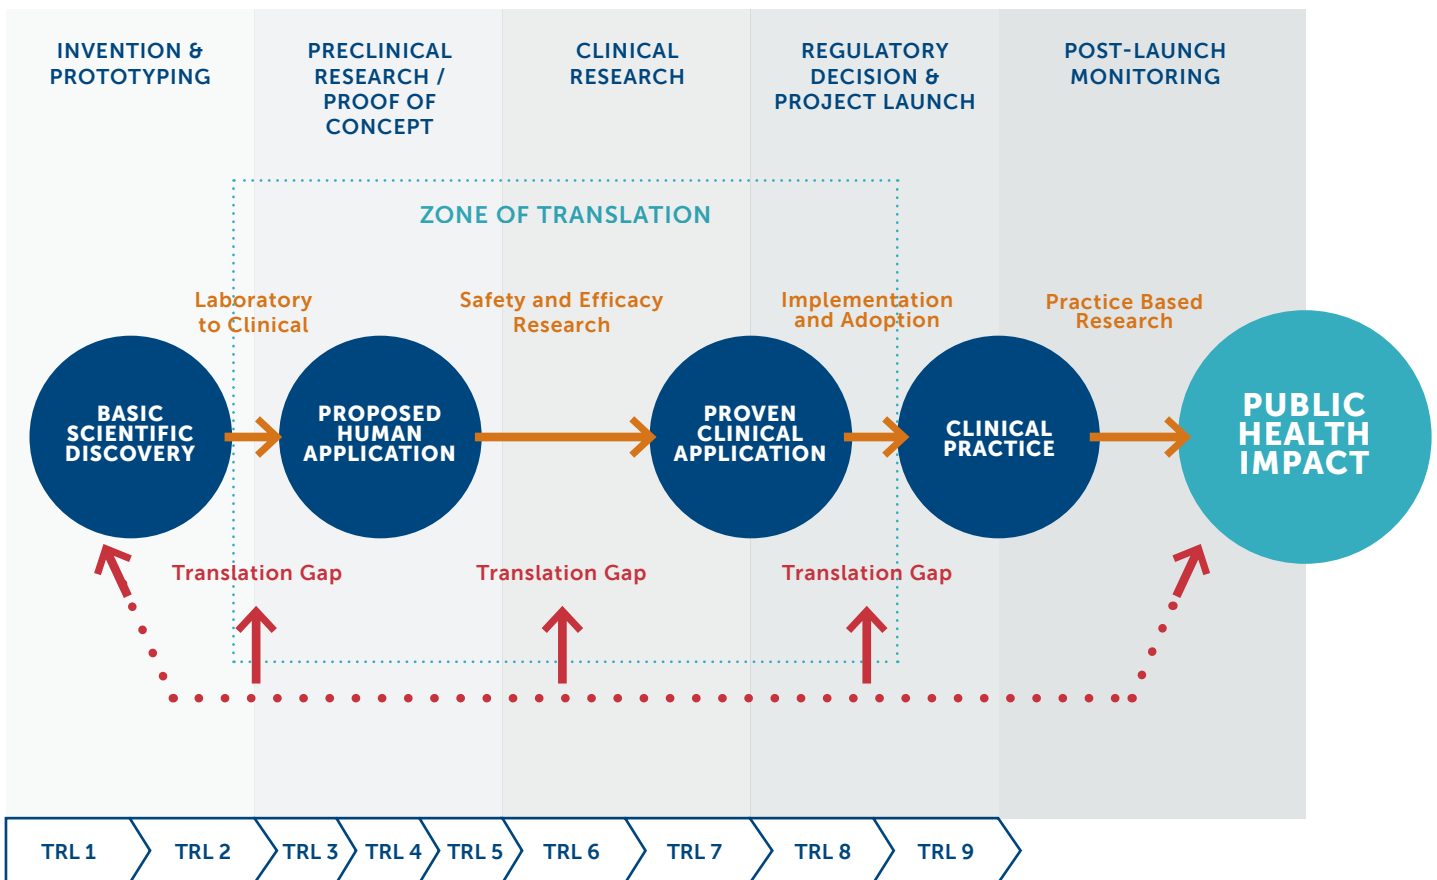 INVENTION &
PROTOTYPING
PRECLINICAL
RESEARCH /
PROOF OF
CONCEPT
CLINICAL
RESEARCH
REGULATORY
DECISION &
PROJECT LAUNCH
POST-LAUNCH
MONITORING
ZONE OF TRANSLATION
Laboratory
to Clinical
Safety and Efficacy
Research
Implementation
and Adoption
Practice Based
Research
BASIC
SCIENTIFIC
DISCOVERY
PROPOSED
HUMAN
APPLICATION
PROVEN
CLINICAL
APPLICATION
CLINICAL
PRACTICE
PUBLIC
HEALTH
IMPACT
Translation Gap
Translation Gap
Translation Gap
TRL 1
TRL 2
TRL 3
TRL 4
TRL 5
TRL 6
TRL 7
TRL 8
TRL 9